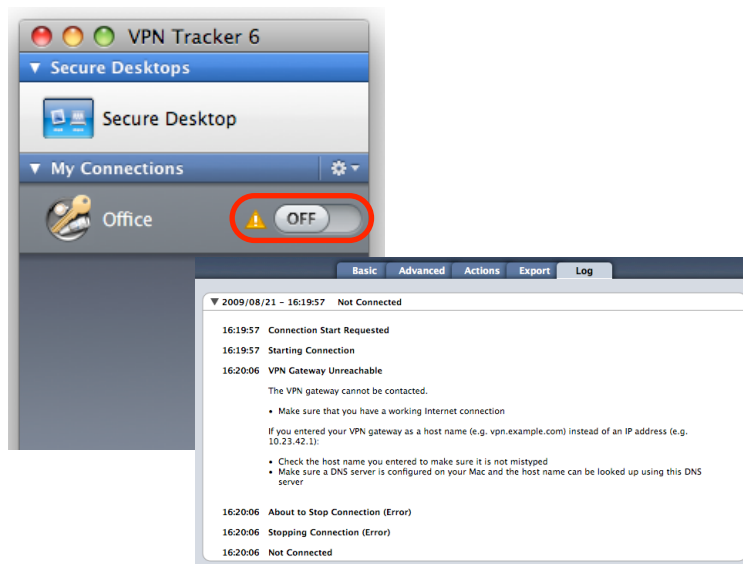 VPN Tracker 6
▼ Secure Desktops
Secure Desktop
▼ My Connections
Office OFF
Basic Advanced Actions Export Log
▼ 2009/08/21 - 16:19:57 Not Connected
16:19:57 Connection Start Requested
16:19:57 Starting Connection
16:20:06 VPN Gateway Unreachable
The VPN gateway cannot be contacted.
• Make sure that you have a working Internet connection
If you entered your VPN gateway as a host name (e.g. vpn.example.com) instead of an IP address (e.g.
10.23.42.1):
• Check the host name you entered to make sure it is not mistyped
• Make sure a DNS server is configured on your Mac and the host name can be looked up using this DNS
server
16:20:06 About to Stop Connection (Error)
16:20:06 Stopping Connection (Error)
16:20:06 Not Connected